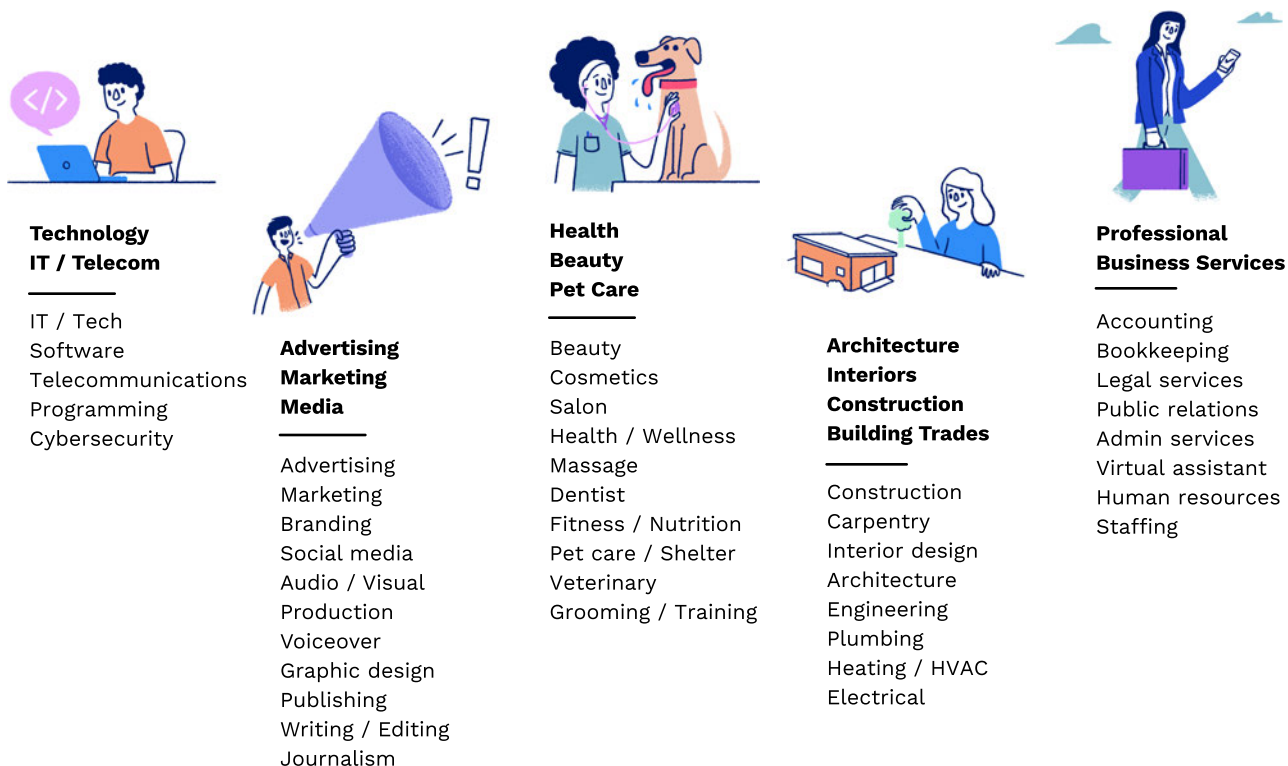 </>
Technology
IT / Telecom
IT / Tech
Software
Telecommunications
Programming
Cybersecurity
Advertising
Marketing
Media
Advertising
Marketing
Branding
Social media
Audio / Visual
Production
Voiceover
Graphic design
Publishing
Writing / Editing
Journalism
Health
Beauty
Pet Care
Beauty
Cosmetics
Salon
Health / Wellness
Massage
Dentist
Fitness / Nutrition
Pet care / Shelter
Veterinary
Grooming / Training
Architecture
Interiors
Construction
Building Trades
Construction
Carpentry
Interior design
Architecture
Engineering
Plumbing
Heating / HVAC
Electrical
Professional
Business Services
Accounting
Bookkeeping
Legal services
Public relations
Admin services
Virtual assistant
Human resources
Staffing